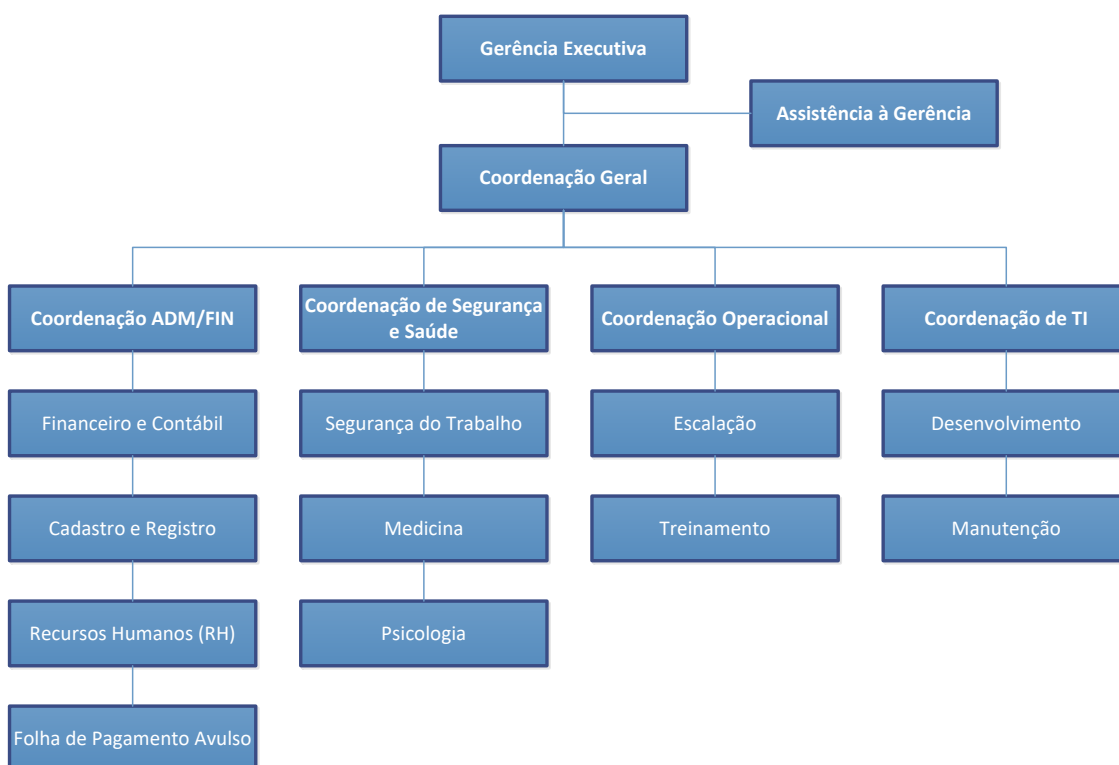 Gerência Executiva
Assistência à Gerência
Coordenação Geral
Coordenação ADM/FIN
Coordenação de Segurança
e Saúde
Coordenação Operacional
Coordenação de TI
Financeiro e Contábil
Segurança do Trabalho
Escalação
Desenvolvimento
Cadastro e Registro
Medicina
Treinamento
Manutenção
Recursos Humanos (RH)
Psicologia
Folha de Pagamento Avulso